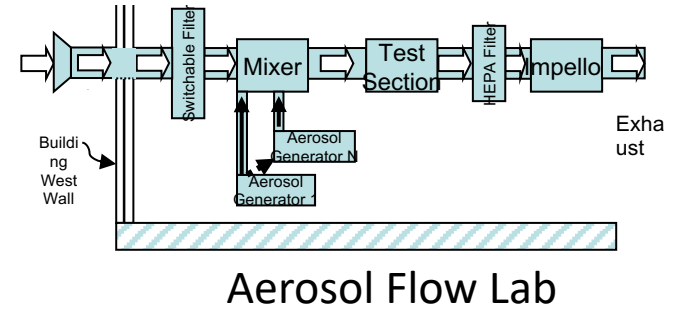 Switchable Filter
Mixer
Test
Section
HEPA Filter
Impello
Exha
ust
Buildi
ng
West
Wall
Aerosol
Generator N
Aerosol
Generator 1
Aerosol Flow Lab